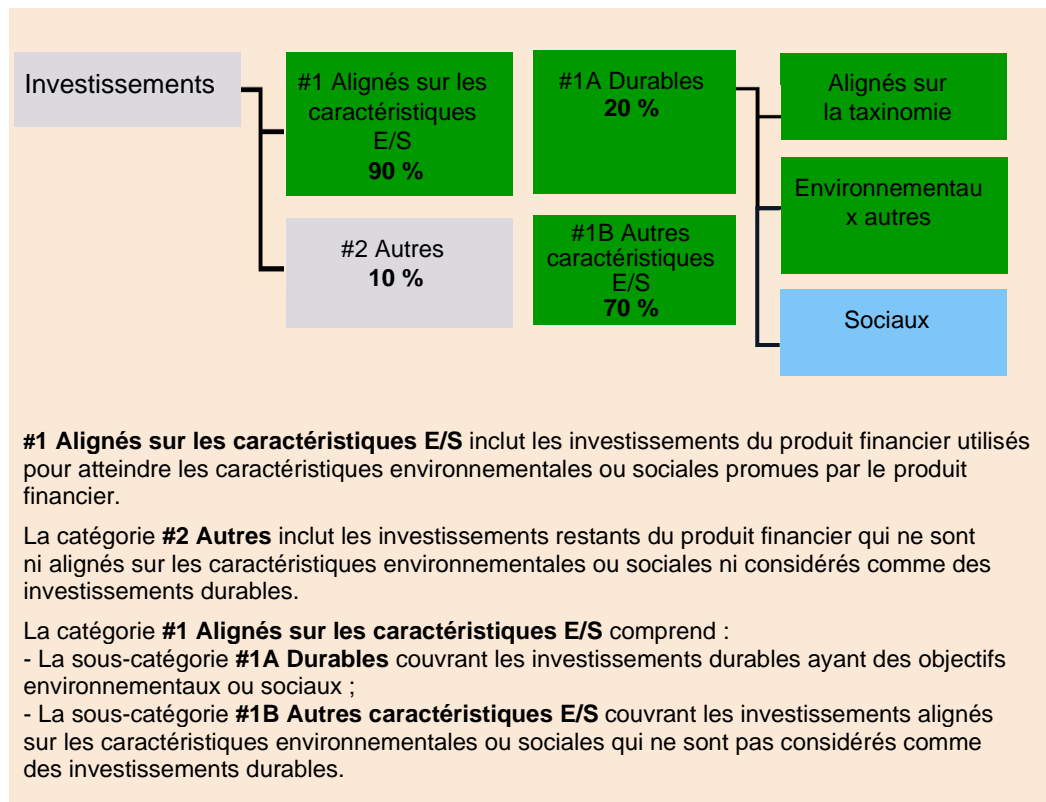 Investissements
#1 Alignés sur les
caractéristiques
E/S
90 %
#2 Autres
10 %
#1A Durables
20 %
#1B Autres
caractéristiques
E/S
70 %
Alignés sur
la taxinomie
Environnementau
x autres
Sociaux
#1 Alignés sur les caractéristiques E/S inclut les investissements du produit financier utilisés
pour atteindre les caractéristiques environnementales ou sociales promues par le produit
financier.
La catégorie #2 Autres inclut les investissements restants du produit financier qui ne sont
ni alignés sur les caractéristiques environnementales ou sociales ni considérés comme des
investissements durables.
La catégorie #1 Alignés sur les caractéristiques E/S comprend :
- La sous-catégorie #1A Durables couvrant les investissements durables ayant des objectifs
environnementaux ou sociaux ;
- La sous-catégorie #1B Autres caractéristiques E/S couvrant les investissements alignés
sur les caractéristiques environnementales ou sociales qui ne sont pas considérés comme
des investissements durables.